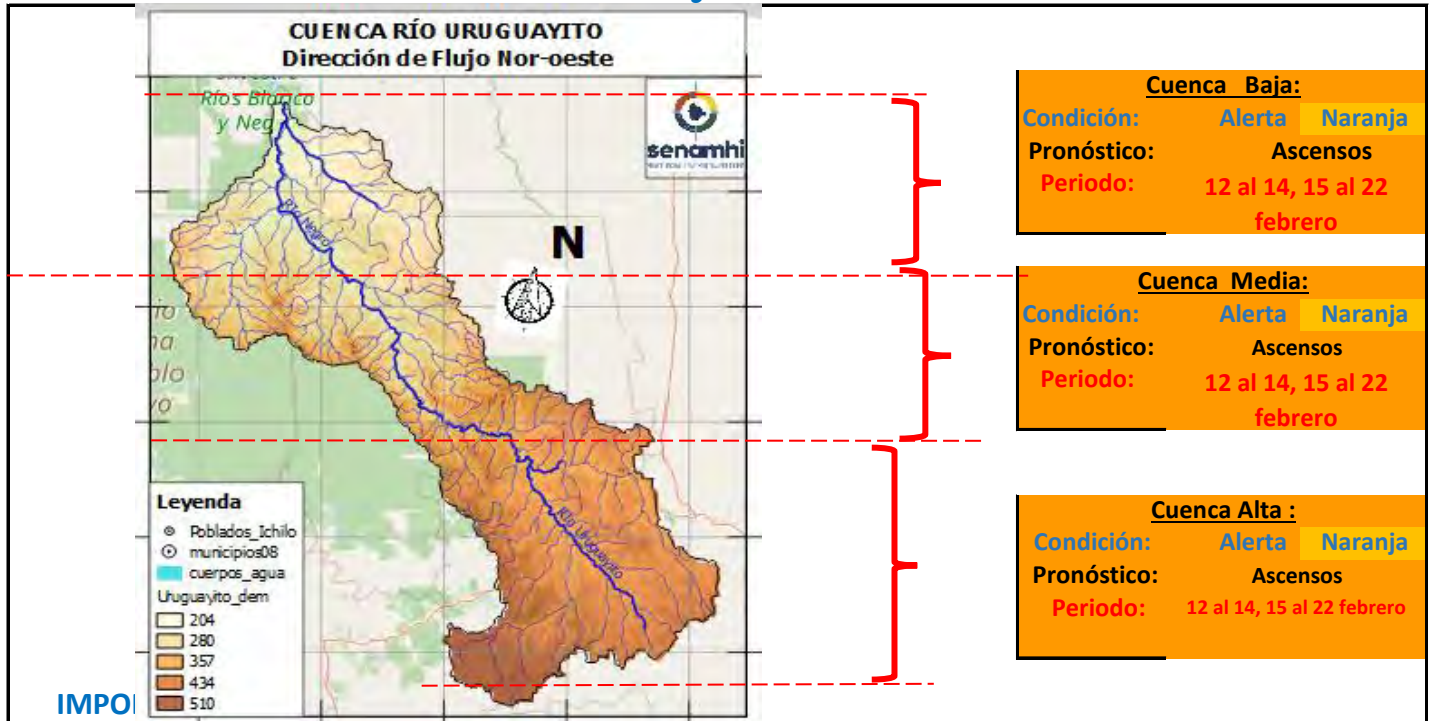 CUENCA RÍO URUGUAYITO
Dirección de Flujo Nor-oeste
Ríos Blanco
y Neg
senamhi
N
Río Negro
Río Uruguayito
Leyenda
Poblados_Ichilo
municipios08
cuerpos_agua
Uruguayito_dem
204
280
357
434
510
IMPO
Cuenca Baja:
Condición: Alerta Naranja
Pronóstico: Ascensos
Periodo: 12 al 14, 15 al 22
febrero
Cuenca Media:
Condición: Alerta Naranja
Pronóstico: Ascensos
Periodo: 12 al 14, 15 al 22
febrero
Cuenca Alta :
Condición: Alerta Naranja
Pronóstico: Ascensos
Periodo: 12 al 14, 15 al 22 febrero